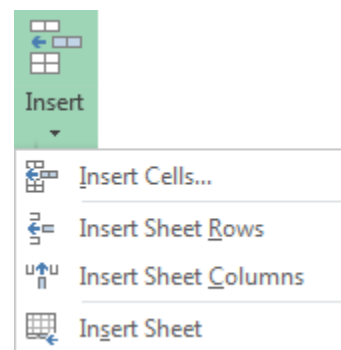 Insert
Insert Cells...
Insert Sheet Rows
Insert Sheet Columns
Insert Sheet